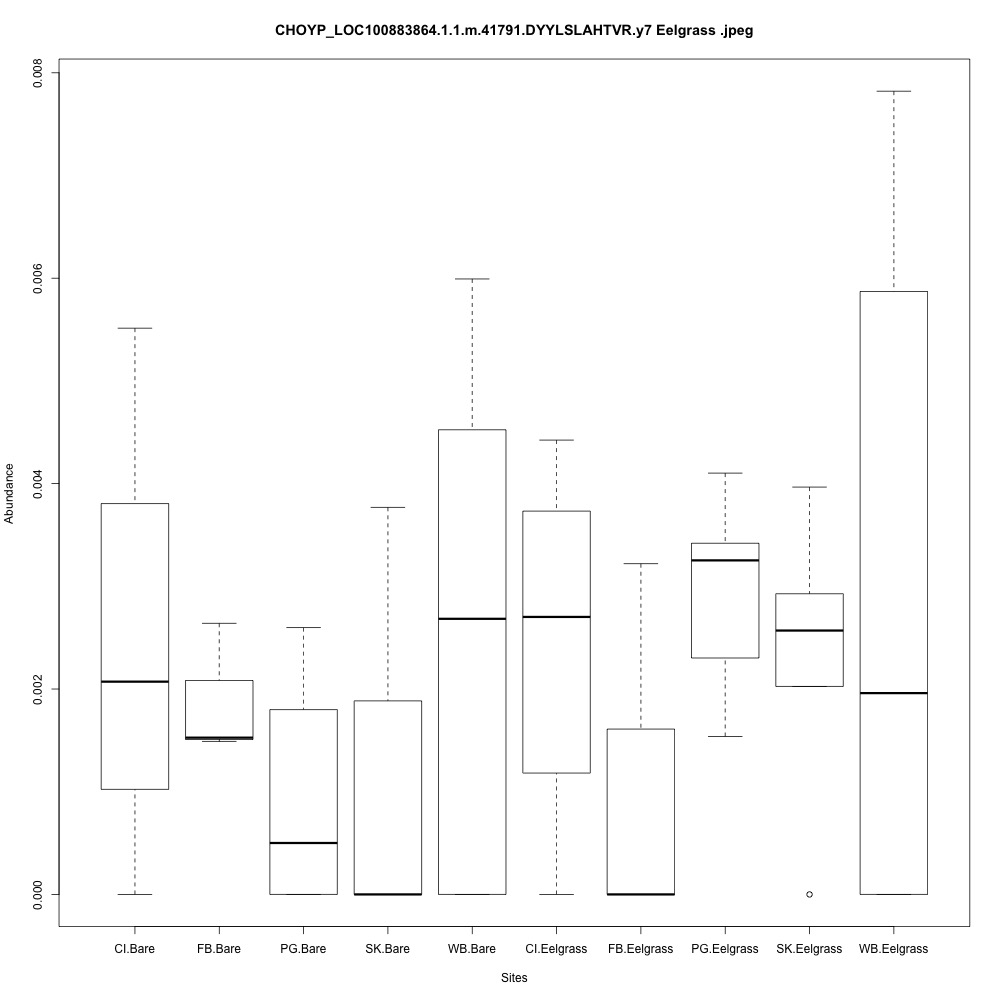 CHOYP_LOC100883864.1.1.m.41791.DYYLSLAHTVR.y7 Eelgrass .jpeg
Abundance
0.008
0.006
0.004
0.002
0.000
CI.Bare FB.Bare PG.Bare SK.Bare WB.Bare CI.Eelgrass FB.Eelgrass PG.Eelgrass SK.Eelgrass WB.Eelgrass
Sites